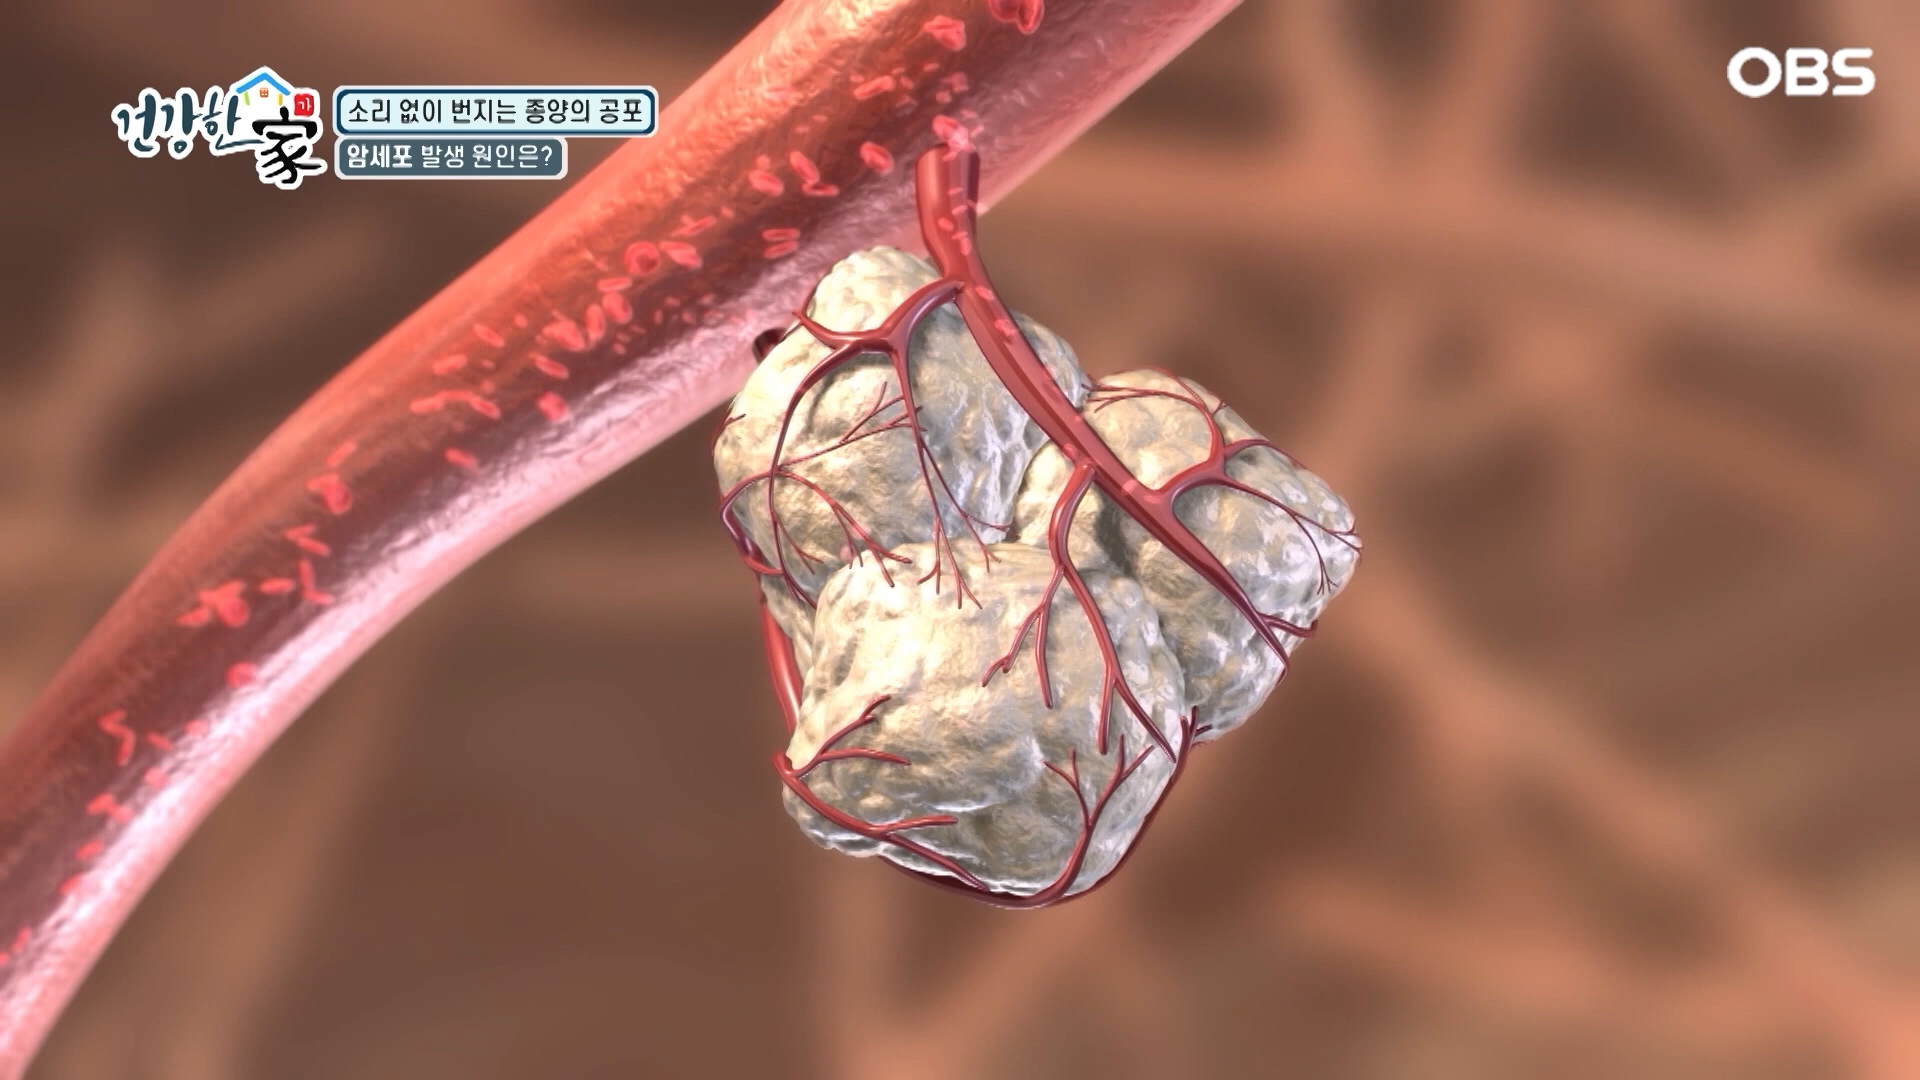 건강한 家 가
소리 없이 번지는 종양의 공포
암세포 발생 원인은?
OBS